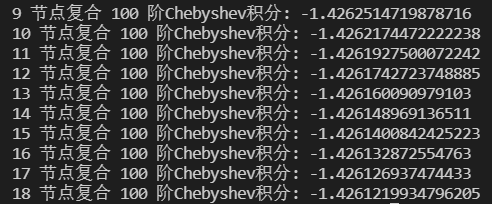 9 节点复合 100 阶Chebyshev积分: -1.4262514719878716
10 节点复合 100 阶Chebyshev积分: -1.4262174472222238
11 节点复合 100 阶Chebyshev积分: -1.4261927500072242
12 节点复合 100 阶Chebyshev积分: -1.4261742723748885
13 节点复合 100 阶Chebyshev积分: -1.426160090979103
14 节点复合 100 阶Chebyshev积分: -1.426148969136511
15 节点复合 100 阶Chebyshev积分: -1.4261400842425223
16 节点复合 100 阶Chebyshev积分: -1.426132872554763
17 节点复合 100 阶Chebyshev积分: -1.426126937474433
18 节点复合 100 阶Chebyshev积分: -1.4261219934796205